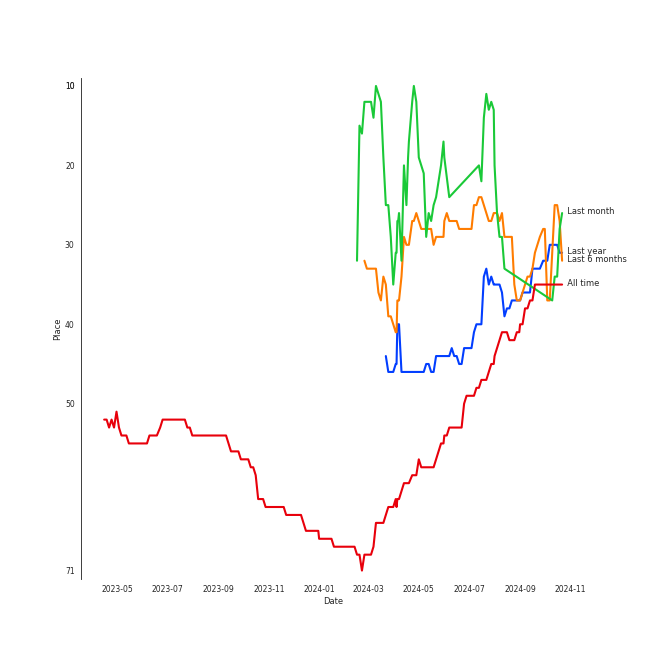 10
20
30
40
50
71
Place
Last month
Last year
Last 6 months
All time
2023-05
2023-07
2023-09
2023-11
2024-01
2024-03
2024-05
2024-07
2024-09
2024-11
Date